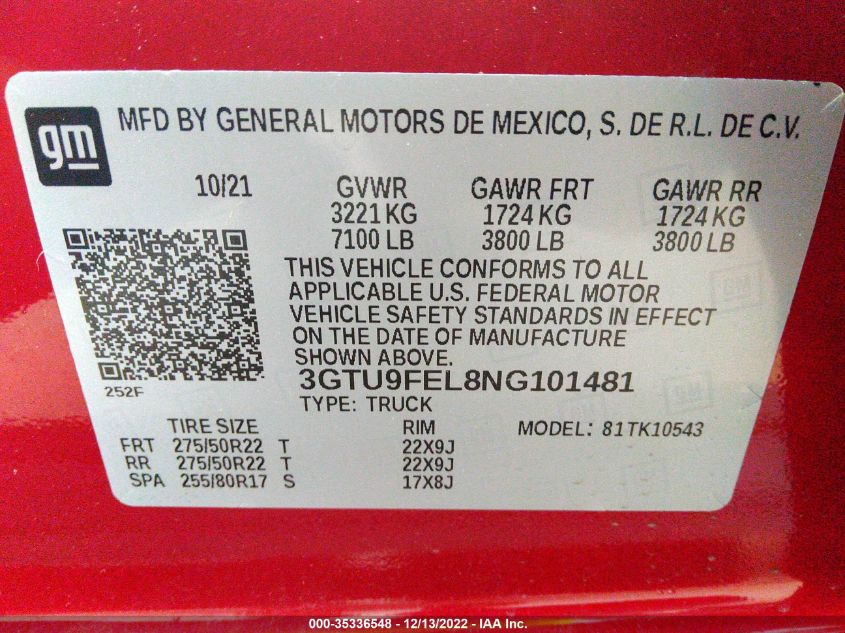 gm
MFD BY GENERAL MOTORS DE MEXICO, S. DE R.L. DE C.V.
10/21 GVWR GAWR FRT GAWR RR
3221 KG 1724 KG 1724 KG
7100 LB 3800 LB 3800 LB
THIS VEHICLE CONFORMS TO ALL
APPLICABLE U.S. FEDERAL MOTOR
VEHICLE SAFETY STANDARDS IN EFFECT
ON THE DATE OF MANUFACTURE
SHOWN ABOVE.
252F
3GTU9FEL8NG101481
TYPE: TRUCK
TIRE SIZE RIM MODEL: 81TK10543
FRT 275/50R22 T 22X9J
RR 275/50R22 T 22X9J
SPA 255/80R17 S 17X8J
000-35336548 - 12/13/2022 - IAA Inc.